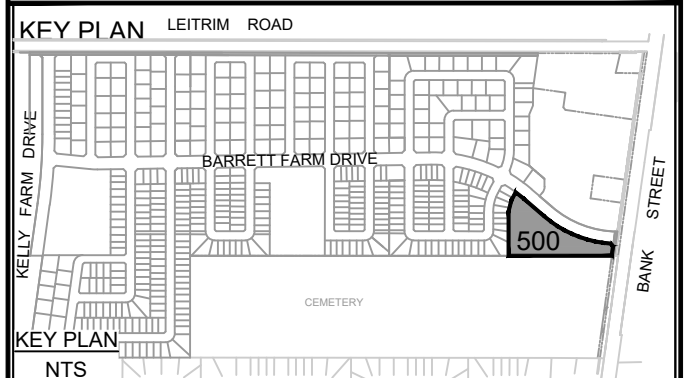 KEY PLAN
LEITRIM ROAD
KELLY FARM DRIVE
BARRETT FARM DRIVE
BANK STREET
500
CEMETERY
KEY PLAN
NTS